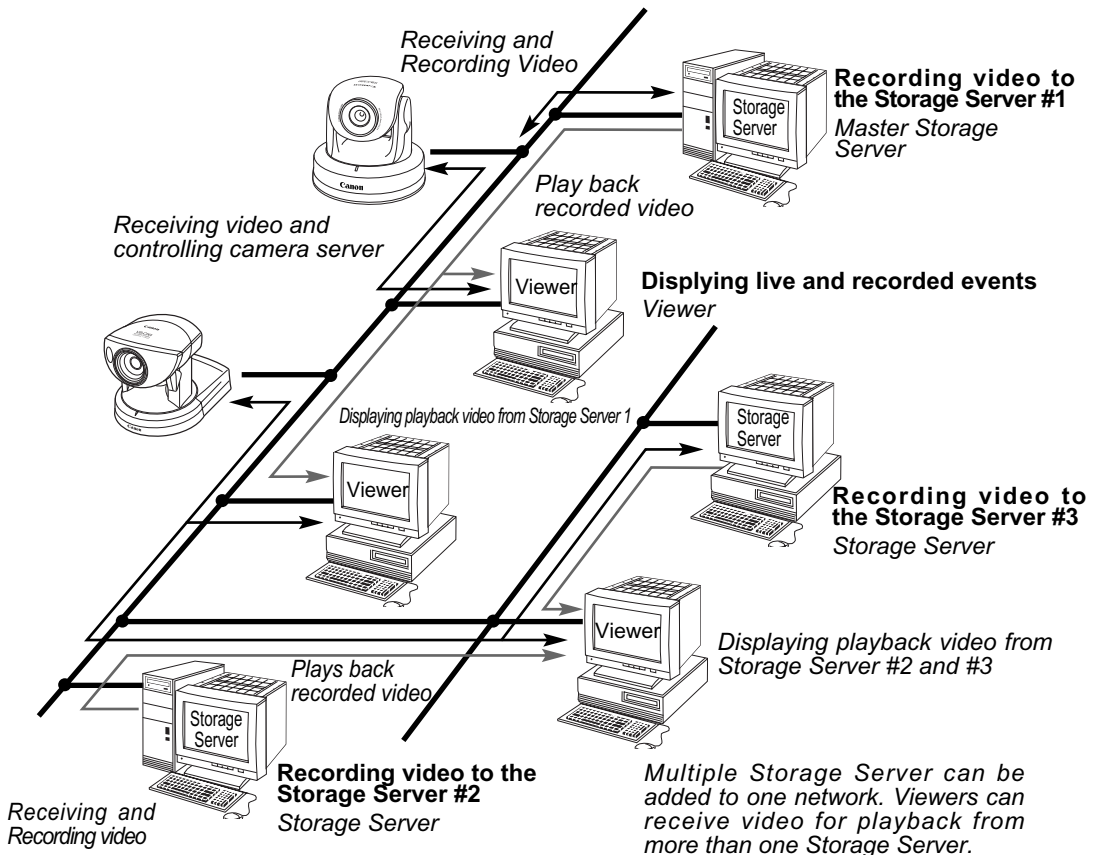 Receiving and
Recording Video
Recording video to
the Storage Server #1
Master Storage
Server
Storage
Server
Canon
Play back
recorded video
Receiving video and
controlling camera server
Viewer
Displying live and recorded events
Viewer
Canon
Displaying playback video from Storage Server 1
Storage
Server
Viewer
Recording video to
the Storage Server #3
Storage Server
Viewer
Displaying playback video from
Storage Server #2 and #3
Plays back
recorded video
Storage
Server
Recording video to the
Storage Server #2
Storage Server
Receiving and
Recording video
Multiple Storage Server can be
added to one network. Viewers can
receive video for playback from
more than one Storage Server.